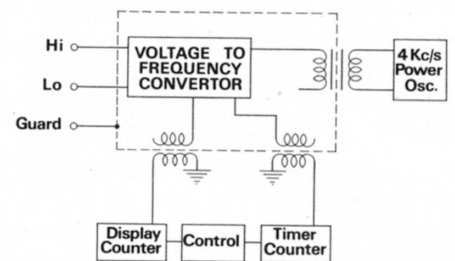 Hi
Lo
Guard
VOLTAGE TO
FREQUENCY
CONVERTOR
4 Kc/s
Power
Osc.
Display
Counter
Control
Timer
Counter